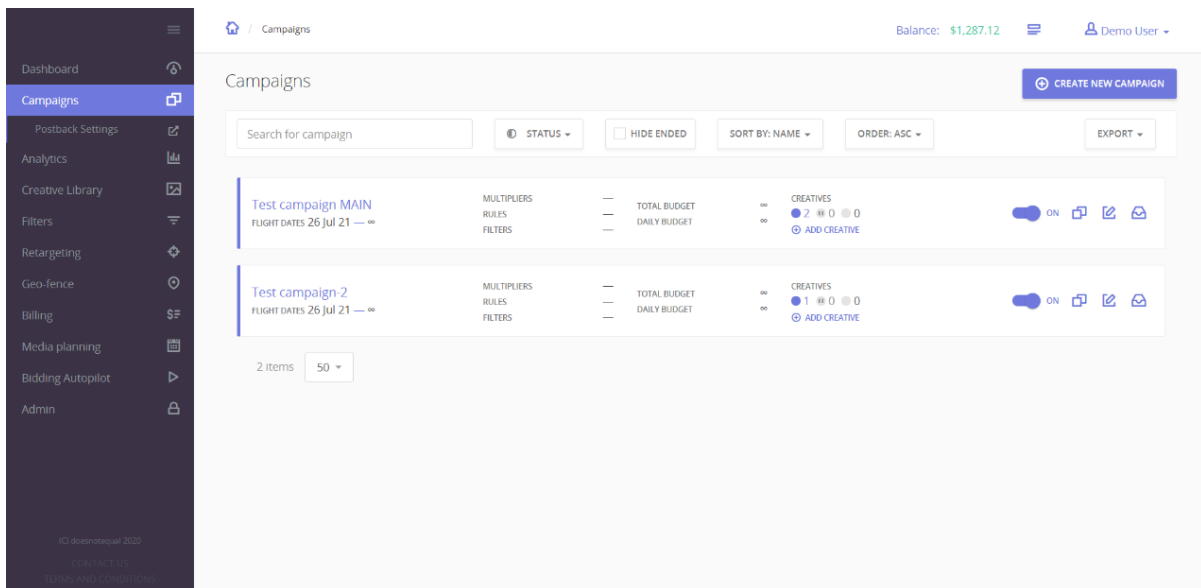 / Campaigns
Balance: $1,287.12
Demo User
Dashboard
Campaigns
Postback Settings
Analytics
Creative Library
Filters
Retargeting
Geo-fence
Billing
Media planning
Bidding Autopilot
Admin
(C) doesnotequal 2020
CONTACT US
TERMS AND CONDITIONS
Campaigns
CREATE NEW CAMPAIGN
Search for campaign
STATUS
HIDE ENDED
SORT BY: NAME
ORDER: ASC
EXPORT
Test campaign MAIN
FLIGHT DATES 26 Jul 21 — ∞
MULTIPLIERS —
RULES —
FILTERS —
TOTAL BUDGET ∞
DAILY BUDGET ∞
CREATIVES
2 0 0
ADD CREATIVE
ON
Test campaign-2
FLIGHT DATES 26 Jul 21 — ∞
MULTIPLIERS —
RULES —
FILTERS —
TOTAL BUDGET ∞
DAILY BUDGET ∞
CREATIVES
1 0 0
ADD CREATIVE
ON
2 items
50